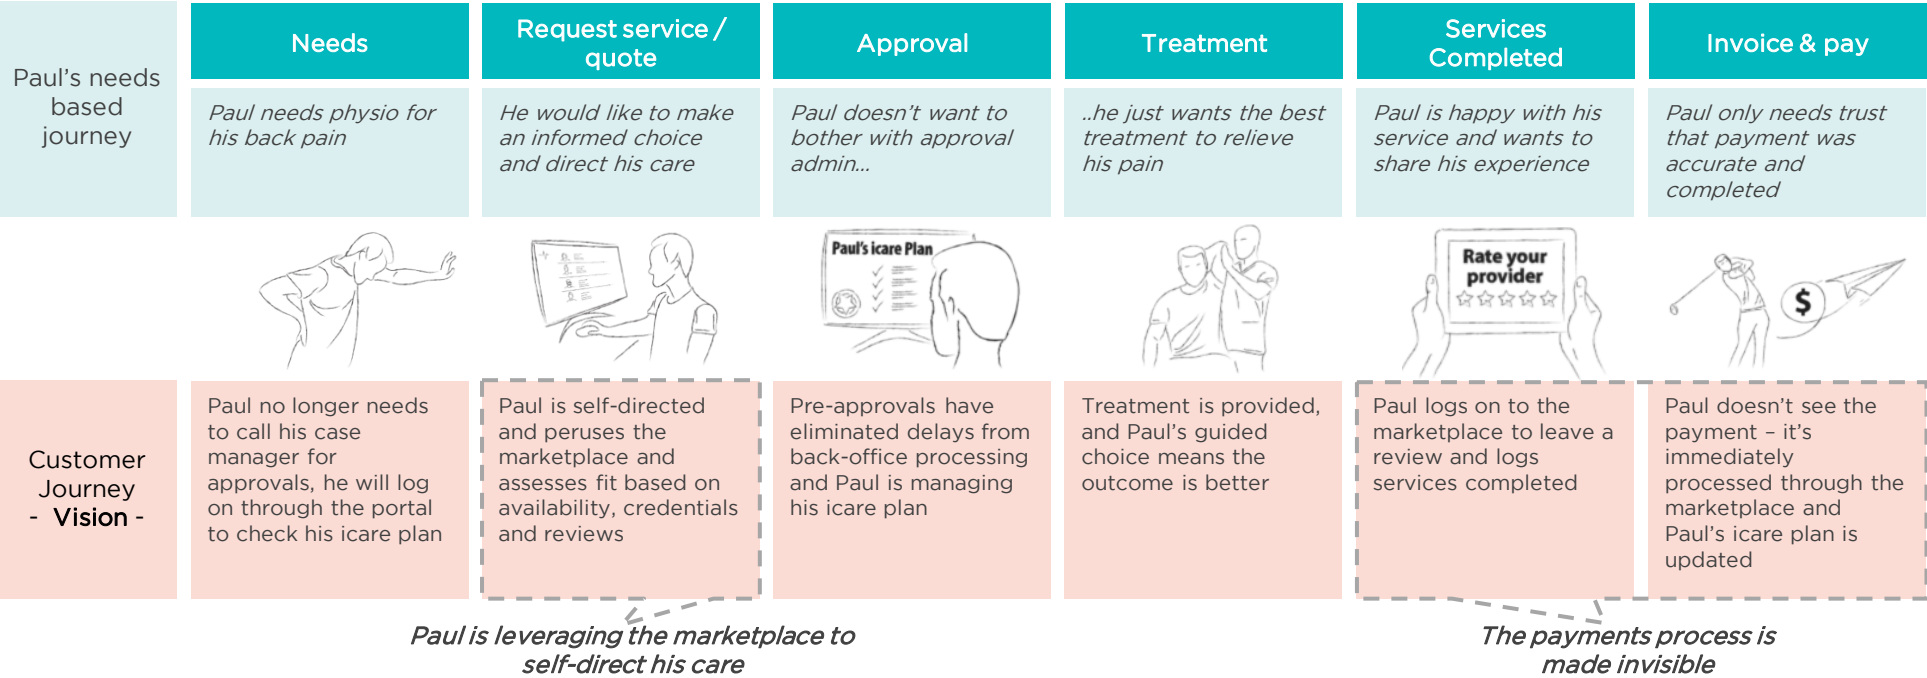 Paul's needs
based
journey
Needs
Request service /
quote
Approval
Treatment
Services
Completed
Invoice & pay
Paul needs physio for
his back pain
He would like to make
an informed choice
and direct his care
Paul doesn't want to
bother with approval
admin...
..he just wants the best
treatment to relieve
his pain
Paul is happy with his
service and wants to
share his experience
Paul only needs trust
that payment was
accurate and
completed
Paul's icare Plan
Rate your
provider
$
Customer
Journey
- Vision -
Paul no longer needs
to call his case
manager for
approvals, he will log
on through the portal
to check his icare plan
Paul is self-directed
and peruses the
marketplace and
assesses fit based on
availability, credentials
and reviews
Pre-approvals have
eliminated delays from
back-office processing
and Paul is managing
his icare plan
Treatment is provided,
and Paul's guided
choice means the
outcome is better
Paul logs on to the
marketplace to leave a
review and logs
services completed
Paul doesn't see the
payment – it's
immediately
processed through the
marketplace and
Paul's icare plan is
updated
Paul is leveraging the marketplace to
self-direct his care
The payments process is
made invisible